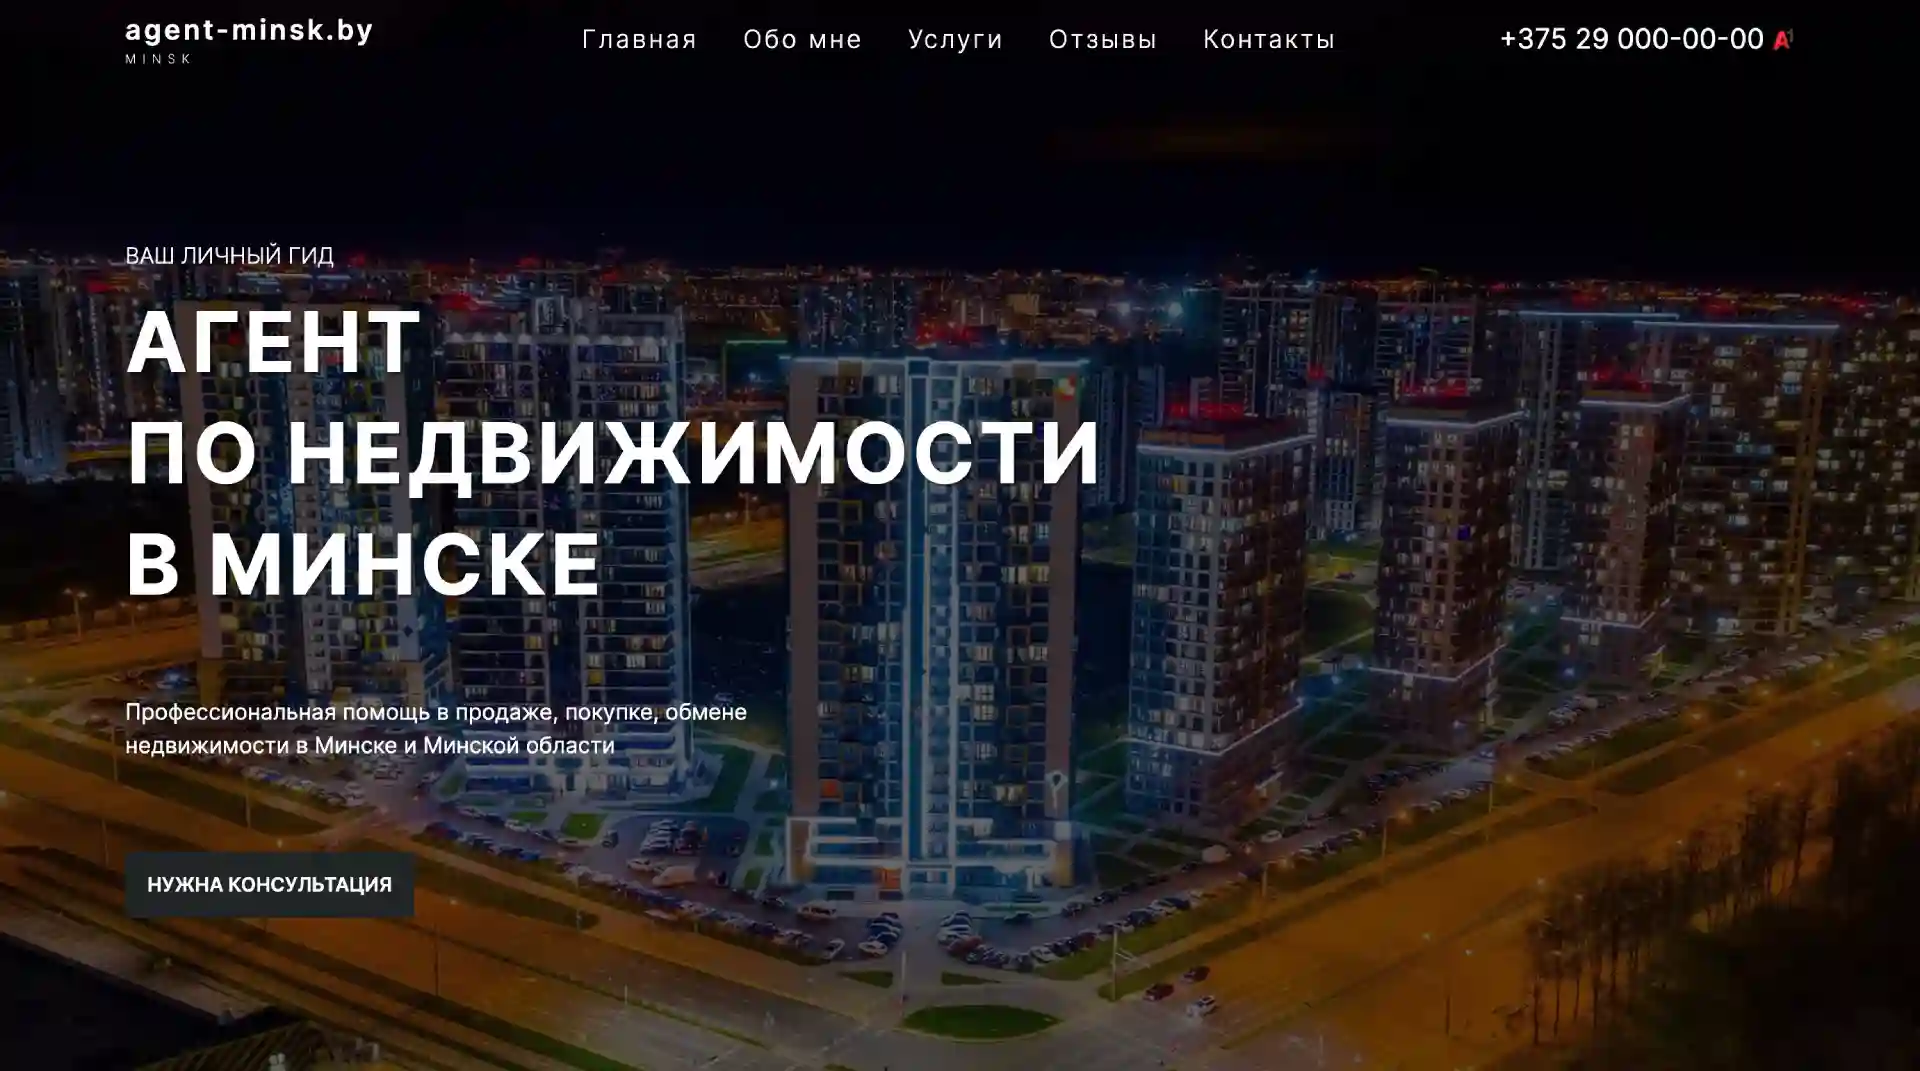 agent-minsk.by
MINSK
Главная Обо мне Услуги Отзывы Контакты
+375 29 000-00-00 A1
ВАШ ЛИЧНЫЙ ГИД
АГЕНТ
ПО НЕДВИЖИМОСТИ
В МИНСКЕ
Профессиональная помощь в продаже, покупке, обмене
недвижимости в Минске и Минской области
НУЖНА КОНСУЛЬТАЦИЯ